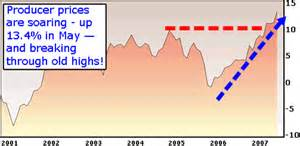 Producer prices
are soaring - up
13.4% in May —
and breaking
through old highs!
15
10
5
0
-5
-10
2001 2002 2003 2004 2005 2006 2007